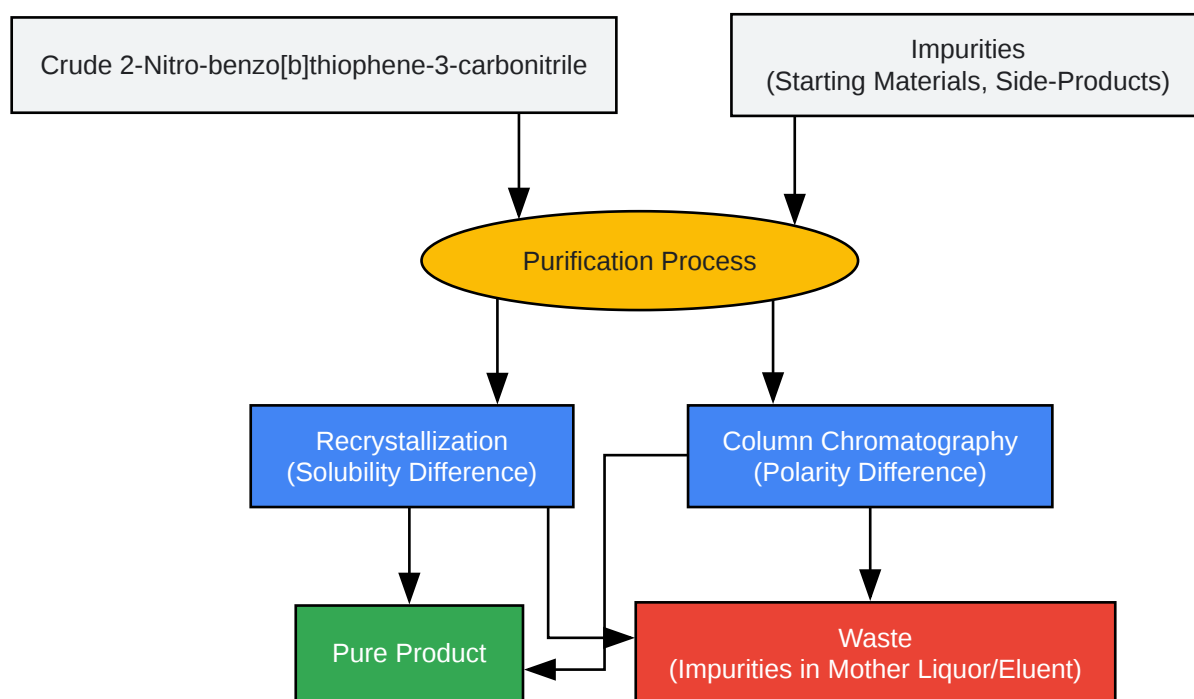 Crude 2-Nitro-benzo[b]thiophene-3-carbonitrile
Impurities
(Starting Materials, Side-Products)
Purification Process
Recrystallization
(Solubility Difference)
Column Chromatography
(Polarity Difference)
Pure Product
Waste
(Impurities in Mother Liquor/Eluent)